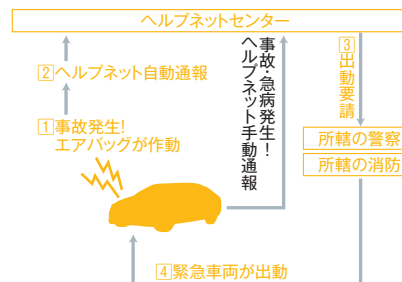 ヘルプネットセンター
2ヘルプネット自動通報
1事故発生!
エアバッグが作動
事故・急病発生!
ヘルプネット手動通報
3出動要請
所轄の警察
所轄の消防
4緊急車両が出動